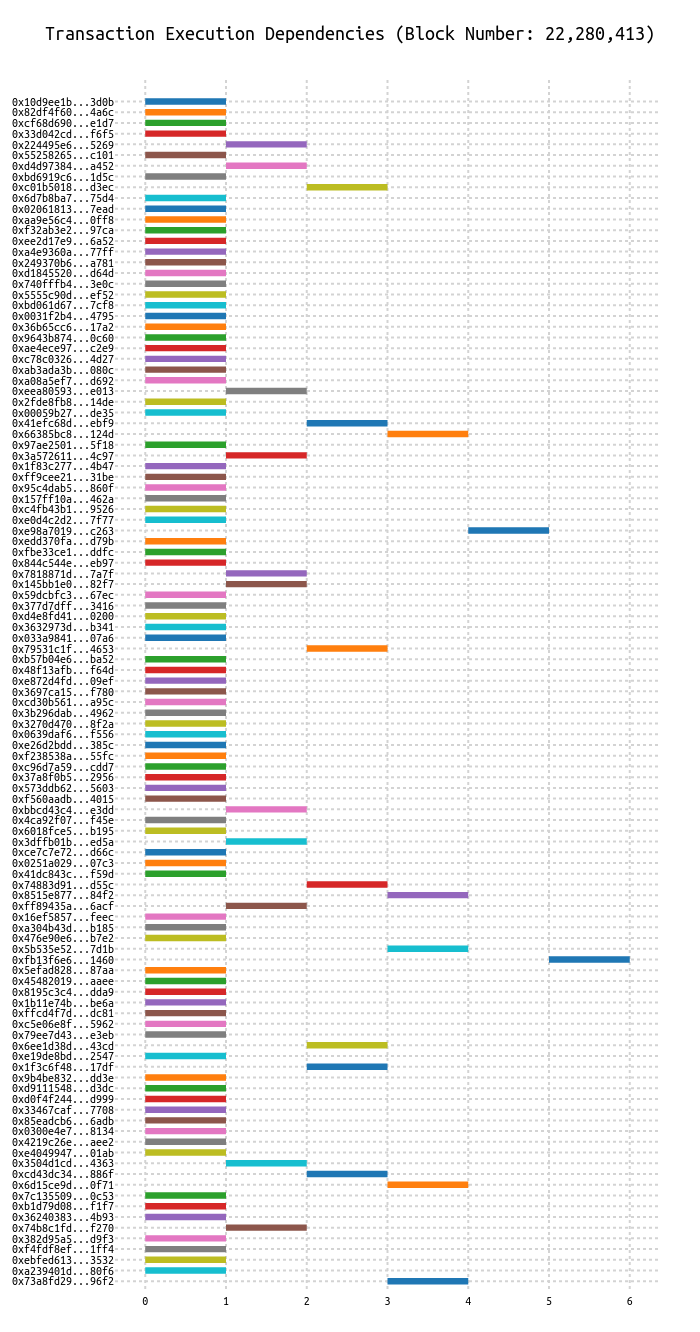 Transaction Execution Dependencies (Block Number: 22,280,413)
0x10d9ee1b...3d0b
0x82df4f60...4a6c
0xcf68d690...e1d7
0x33d042cd...f6f5
0x224495e6...5269
0x55258265...c101
0xd4d97384...a452
0xbd6919c6...1d5c
0xc01b5018...d3ec
0x6d7b8ba7...75d4
0x02061813...7ead
0xaa9e56c4...0ff8
0xf32ab3e2...97ca
0xee2d17e9...6a52
0xa4e9360a...77ff
0x249370b6...a781
0xd1845520...d64d
0x740fffb4...3e0c
0x5555c90d...ef52
0xbd061d67...7cf8
0x0031f2b4...4795
0x36b65cc6...17a2
0x9643b874...0c60
0xae4ece97...c2e9
0xc78c0326...4d27
0xab3ada3b...080c
0xa08a5ef7...d692
0xeea80593...e013
0x2fde8fb8...14de
0x00059b27...de35
0x41efc68d...ebf9
0x66385bc8...124d
0x97ae2501...5f18
0x3a572611...4c97
0x1f83c277...4b47
0xff9cee21...31be
0x95c4dab5...860f
0x157ff10a...462a
0xc4fb43b1...9526
0xe0d4c2d2...7f77
0xe98a7019...c263
0xedd370fa...d79b
0xfbe33ce1...ddfc
0x844c544e...eb97
0x7818871d...7a7f
0x145bb1e0...82f7
0x59dcbfc3...67ec
0x377d7dff...3416
0xd4e8fd41...0200
0x3632973d...b341
0x033a9841...07a6
0x79531c1f...4653
0xb57b04e6...ba52
0x48f13afb...f64d
0xe872d4fd...09ef
0x3697ca15...f780
0xcd30b561...a95c
0x3b296dab...4962
0x3270d470...8f2a
0x0639daf6...f556
0xe26d2bdd...385c
0xf238538a...55fc
0xc96d7a59...cdd7
0x37a8f0b5...2956
0x573ddb62...5603
0xf560aadb...4015
0xbbcd43c4...e3dd
0x4ca92f07...f45e
0x6018fce5...b195
0x3dffb01b...ed5a
0xce7c7e72...d66c
0x0251a029...07c3
0x41dc843c...f59d
0x74883d91...d55c
0x8515e877...84f2
0xff89435a...6acf
0x16ef5857...feec
0xa304b43d...b185
0x476e90e6...b7e2
0x5b535e52...7d1b
0xfb13f6e6...1460
0x5efad828...87aa
0x45482019...aaee
0x8195c3c4...dda9
0x1b11e74b...be6a
0xffcd4f7d...dc81
0xc5e06e8f...5962
0x79ee7d43...e3eb
0x6ee1d38d...43cd
0xe19de8bd...2547
0x1f3c6f48...17df
0x9b4be832...dd3e
0xd9111548...d3dc
0xd0f4f244...d999
0x33467caf...7708
0x85eadcb6...6adb
0x0300e4e7...8134
0x4219c26e...aee2
0xe4049947...01ab
0x3504d1cd...4363
0xcd43dc34...886f
0x6d15ce9d...0f71
0x7c135509...0c53
0xb1d79d08...f1f7
0x36240383...4b93
0x74b8c1fd...f270
0x382d95a5...d9f3
0xf4fdf8ef...1ff4
0xebfed613...3532
0xa239401d...80f6
0x73a8fd29...96f2
0 1 2 3 4 5 6